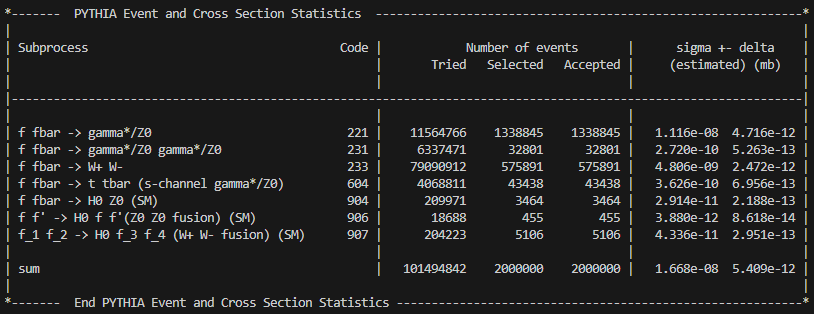 *-------  PYTHIA Event and Cross Section Statistics  -------------------------------------------------------------*
|                                                                                                                 |
| Subprocess                                    Code |            Number of events       |      sigma +- delta    |
|                                                    |       Tried   Selected   Accepted |     (estimated) (mb)   |
|                                                    |                                   |                        |
|-----------------------------------------------------------------------------------------------------------------|
|                                                    |                                   |                        |
| f fbar -> gamma*/Z0                            221 |    11564766    1338845    1338845 |   1.116e-08  4.716e-12 |
| f fbar -> gamma*/Z0 gamma*/Z0                  231 |     6337471      32801      32801 |   2.720e-10  5.263e-13 |
| f fbar -> W+ W-                                233 |    79090912     575891     575891 |   4.806e-09  2.472e-12 |
| f fbar -> t tbar (s-channel gamma*/Z0)         604 |     4068811      43438      43438 |   3.626e-10  6.956e-13 |
| f fbar -> H0 Z0 (SM)                           904 |      209971       3464       3464 |   2.914e-11  2.188e-13 |
| f f' -> H0 f f'(Z0 Z0 fusion) (SM)             906 |       18688        455        455 |   3.880e-12  8.618e-14 |
| f_1 f_2 -> H0 f_3 f_4 (W+ W- fusion) (SM)      907 |      204223       5106       5106 |   4.336e-11  2.951e-13 |
|                                                    |                                   |                        |
| sum                                                |   101494842    2000000    2000000 |   1.668e-08  5.409e-12 |
|                                                                                                                 |
*-------  End PYTHIA Event and Cross Section Statistics ----------------------------------------------------------*